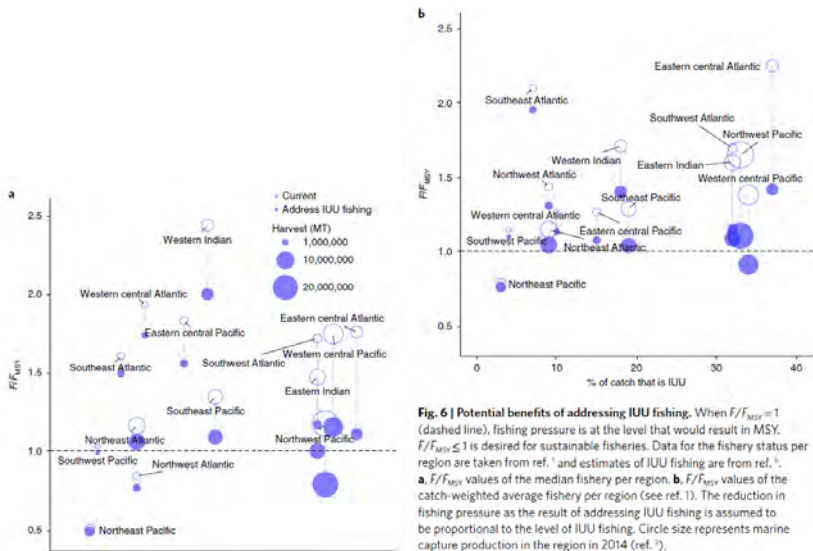 a
F/F_MSY
2.5
2.0
1.5
1.0
0.5
Current
Address IUU fishing
Harvest (MT)
1,000,000
10,000,000
20,000,000
Western Indian
Western central Atlantic
Eastern central Pacific
Eastern central Atlantic
Southeast Atlantic
Southwest Atlantic
Western central Pacific
Eastern Indian
Southeast Pacific
Northeast Atlantic
Northwest Pacific
Southwest Pacific
Northwest Atlantic
Northeast Pacific
b
F/F_MSY
2.5
2.0
1.5
1.0
0.5
Eastern central Atlantic
Southeast Atlantic
Southwest Atlantic
Northwest Pacific
Western Indian
Eastern Indian
Northwest Atlantic
Western central Pacific
Southeast Pacific
Western central Atlantic
Eastern central Pacific
Southwest Pacific
Northeast Atlantic
Northeast Pacific
0 10 20 30 40
% of catch that is IUU
Fig. 6 | Potential benefits of addressing IUU fishing. When F/F_MSY = 1
(dashed line), fishing pressure is at the level that would result in MSY.
F/F_MSY ≤ 1 is desired for sustainable fisheries. Data for the fishery status per
region are taken from ref. and estimates of IUU fishing are from ref.
a, F/F_MSY values of the median fishery per region. b, F/F_MSY values of the
catch-weighted average fishery per region (see ref. 1). The reduction in
fishing pressure as the result of addressing IUU fishing is assumed to
be proportional to the level of IUU fishing. Circle size represents marine
capture production in the region in 2014 (ref. ).